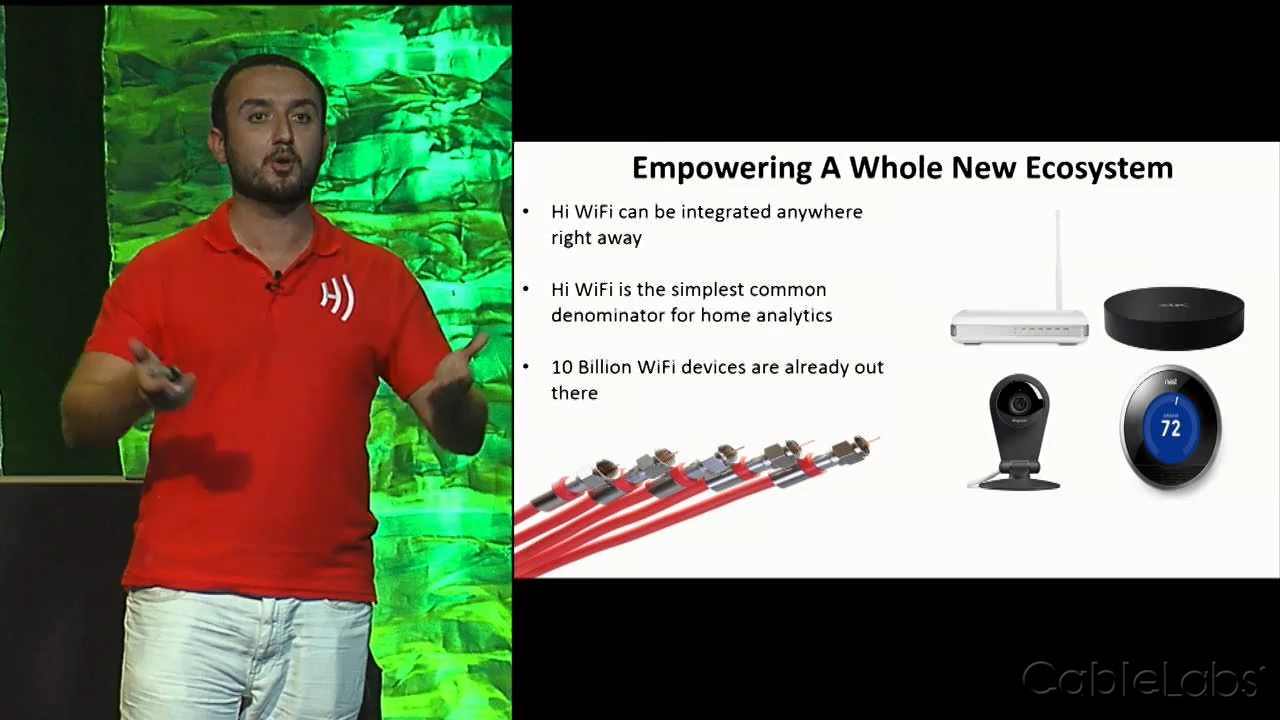 Empowering A Whole New Ecosystem
• Hi WiFi can be integrated anywhere
right away
• Hi WiFi is the simplest common
denominator for home analytics
• 10 Billion WiFi devices are already out
there
nest
72
H
CableLabs